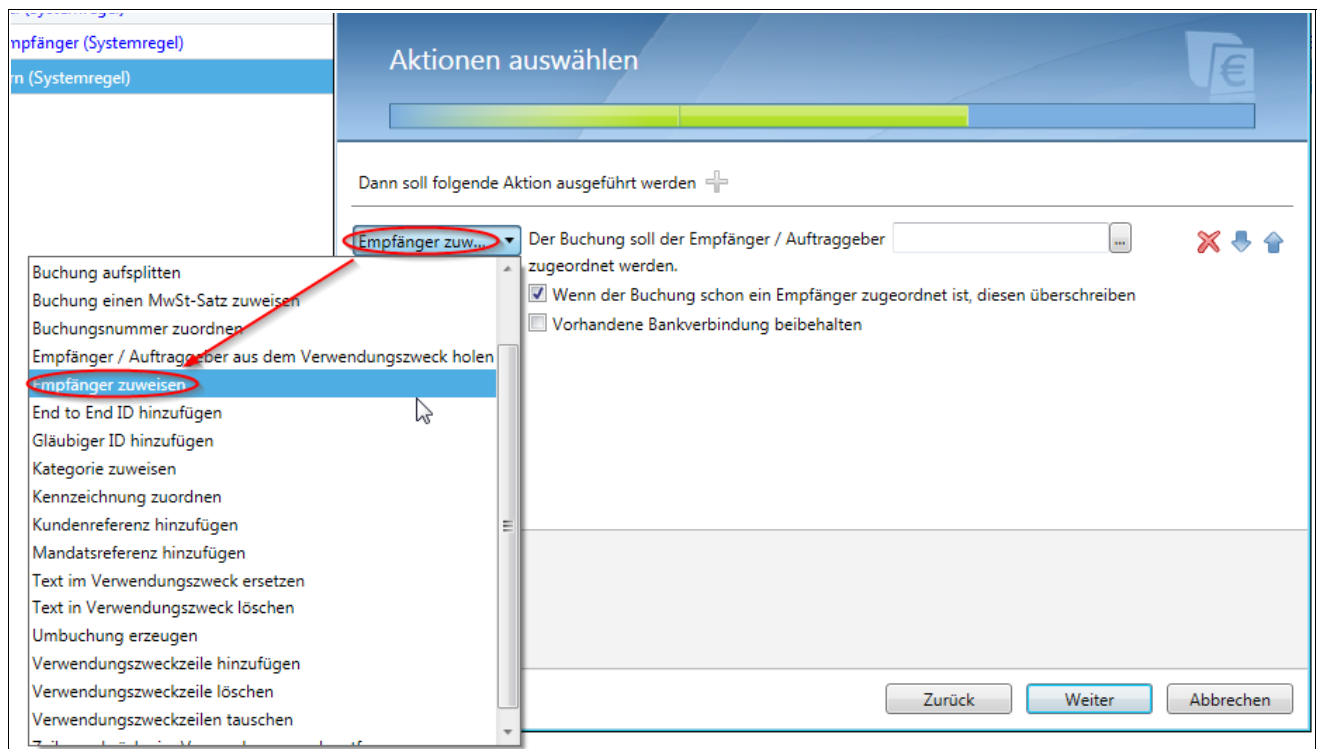 mpfänger (Systemregel)
rn (Systemregel)
Aktionen auswählen
Dann soll folgende Aktion ausgeführt werden
Empfänger zuw...
Der Buchung soll der Empfänger / Auftraggeber
...
zugeordnet werden.
Wenn der Buchung schon ein Empfänger zugeordnet ist, diesen überschreiben
Vorhandene Bankverbindung beibehalten
Buchung aufsplitten
Buchung einen MwSt-Satz zuweisen
Buchungsnummer zuordnen
Empfänger / Auftraggeber aus dem Verwendungszweck holen
Empfänger zuweisen
End to End ID hinzufügen
Gläubiger ID hinzufügen
Kategorie zuweisen
Kennzeichnung zuordnen
Kundenreferenz hinzufügen
Mandatsreferenz hinzufügen
Text im Verwendungszweck ersetzen
Text in Verwendungszweck löschen
Umbuchung erzeugen
Verwendungszweckzeile hinzufügen
Verwendungszweckzeile löschen
Verwendungszweckzeilen tauschen
Zurück
Weiter
Abbrechen